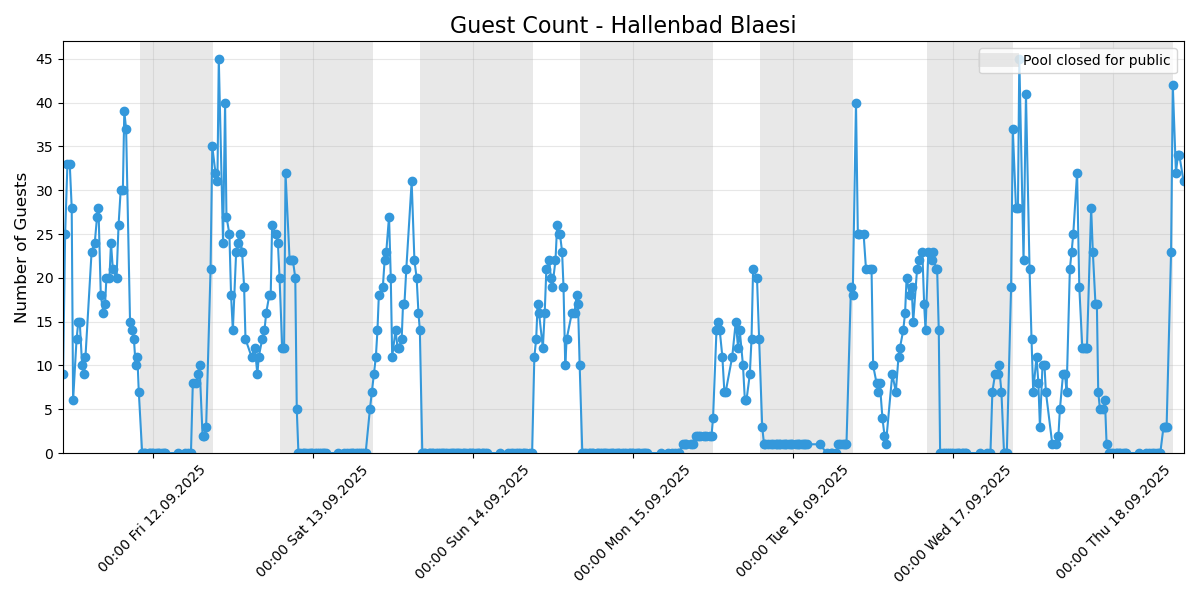 Guest Count - Hallenbad Blaesi
Pool closed for public
Number of Guests
45
40
35
30
25
20
15
10
5
0
00:00 Fri 12.09.2025
00:00 Sat 13.09.2025
00:00 Sun 14.09.2025
00:00 Mon 15.09.2025
00:00 Tue 16.09.2025
00:00 Wed 17.09.2025
00:00 Thu 18.09.2025